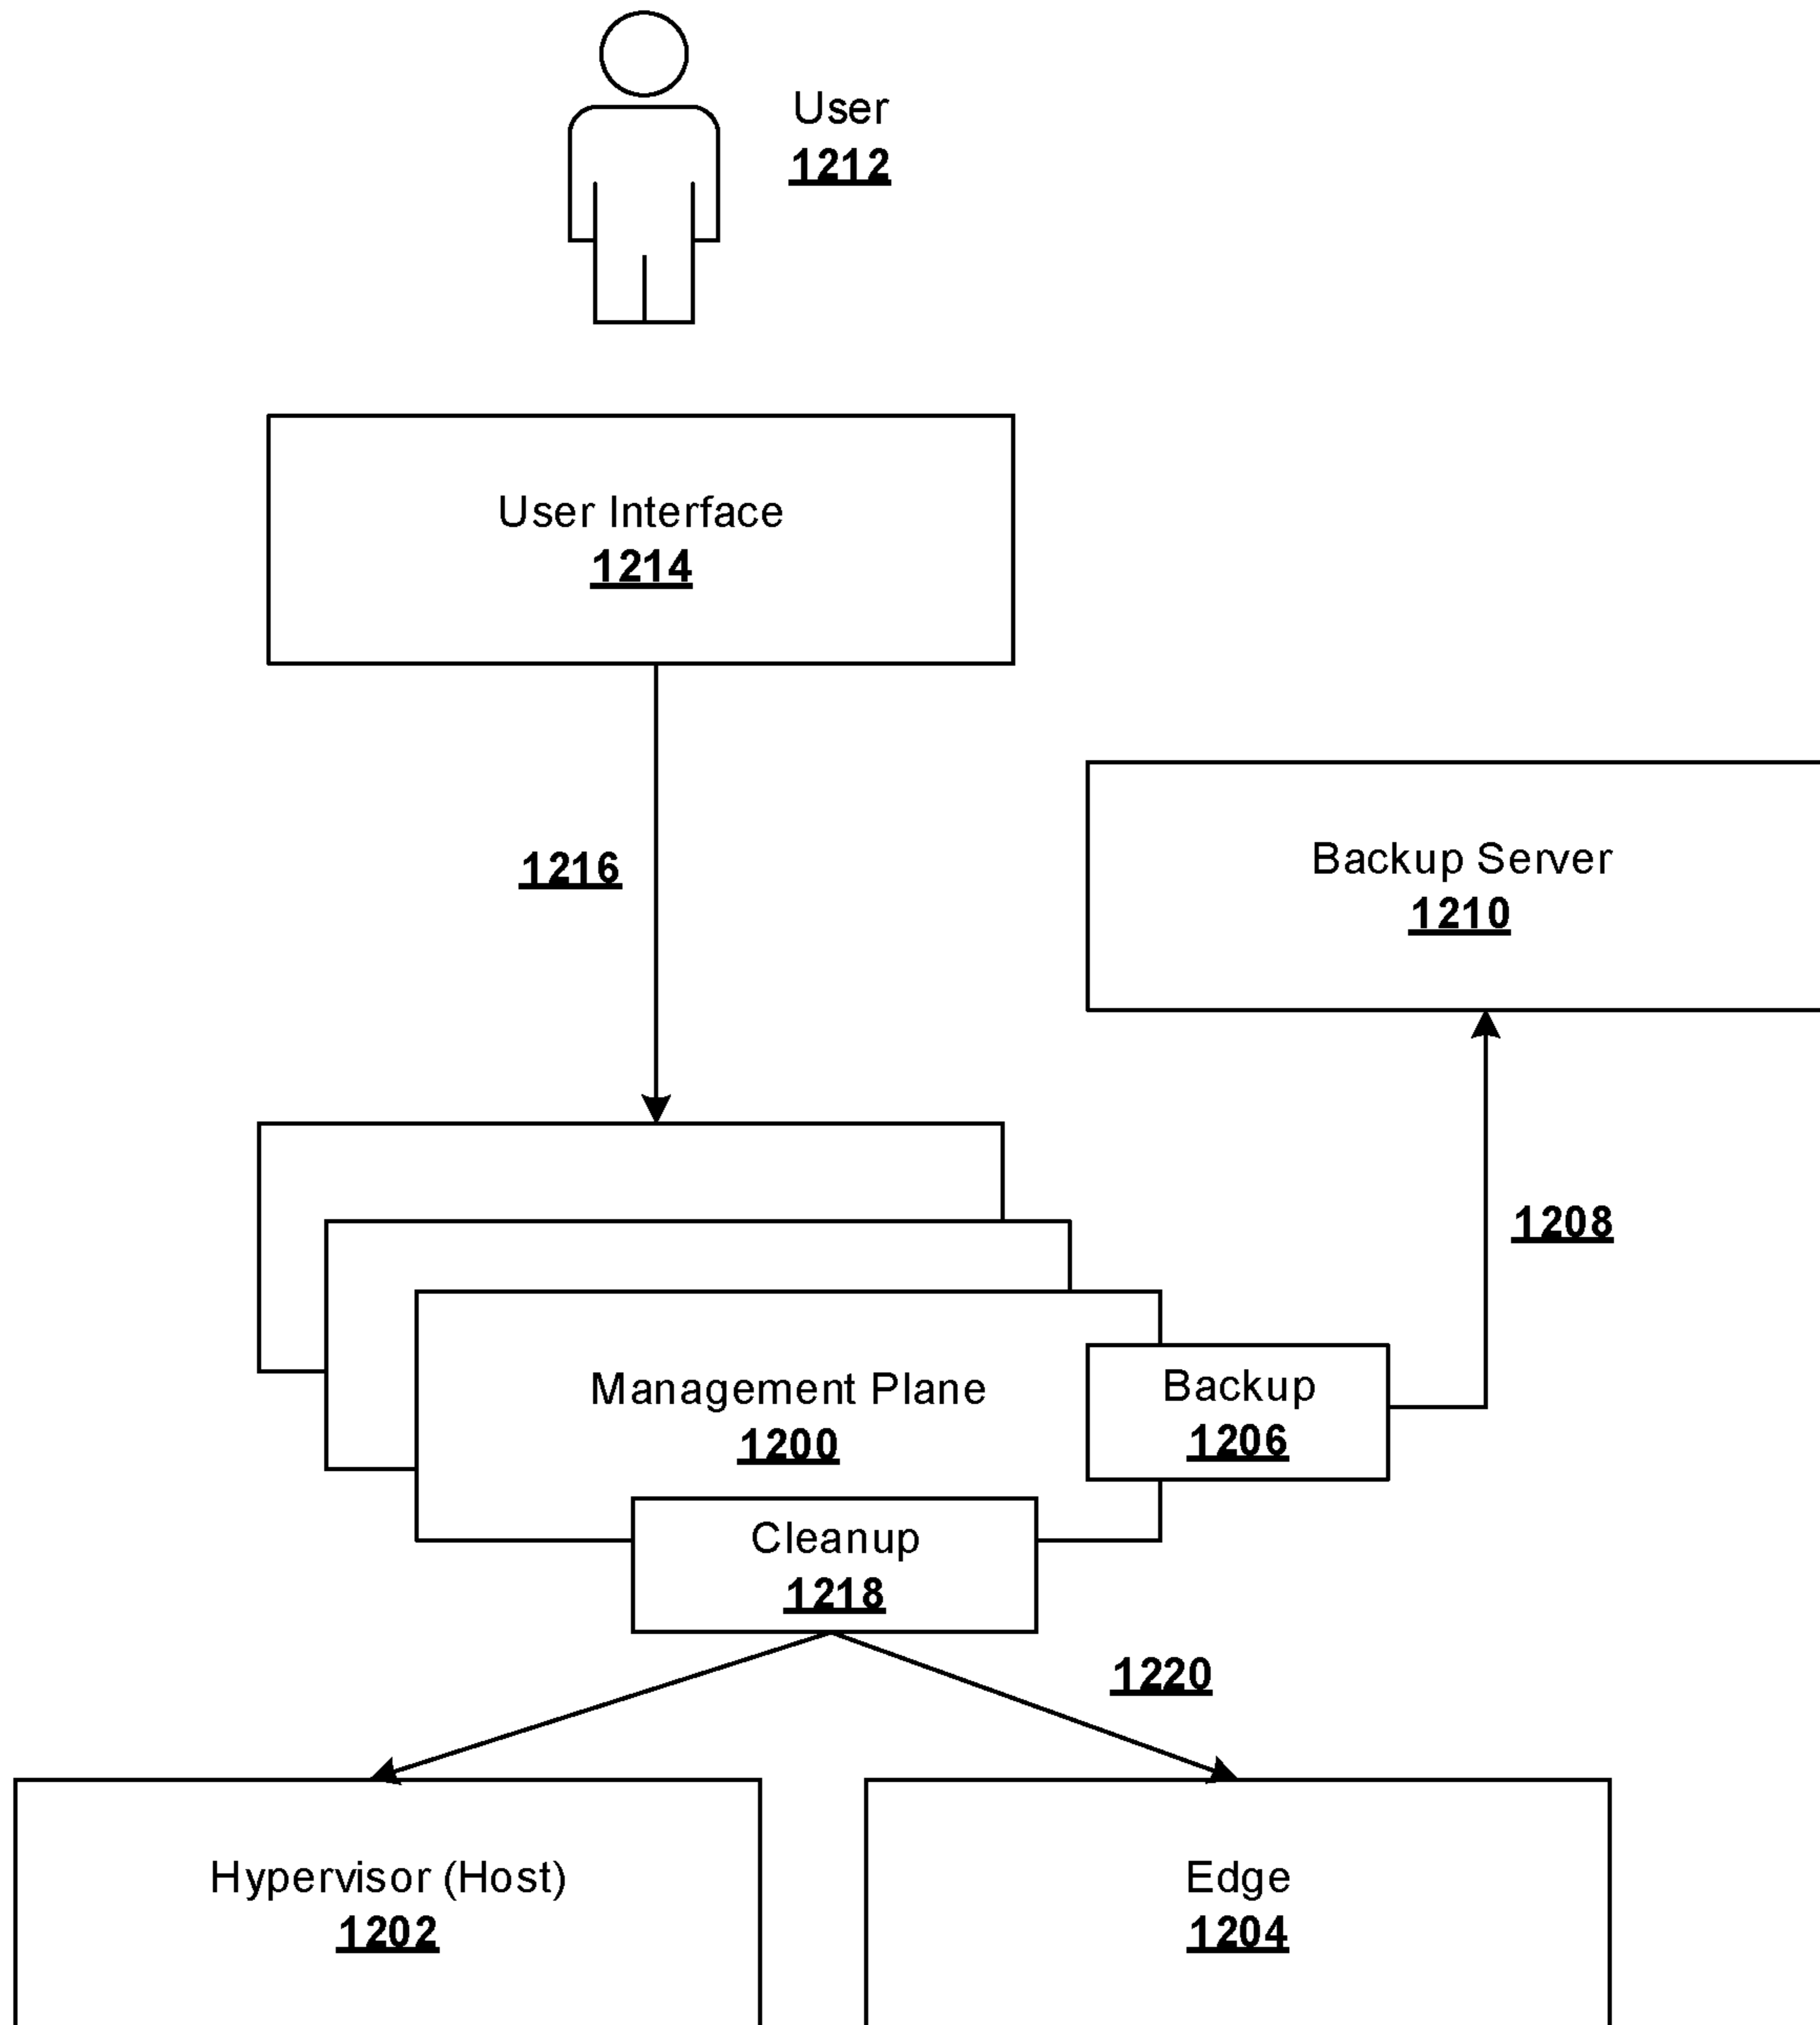 User
1212
User Interface
1214
1216
Backup Server
1210
1208
Management Plane
1200
Backup
1206
Cleanup
1218
1220
Hypervisor (Host)
1202
Edge
1204